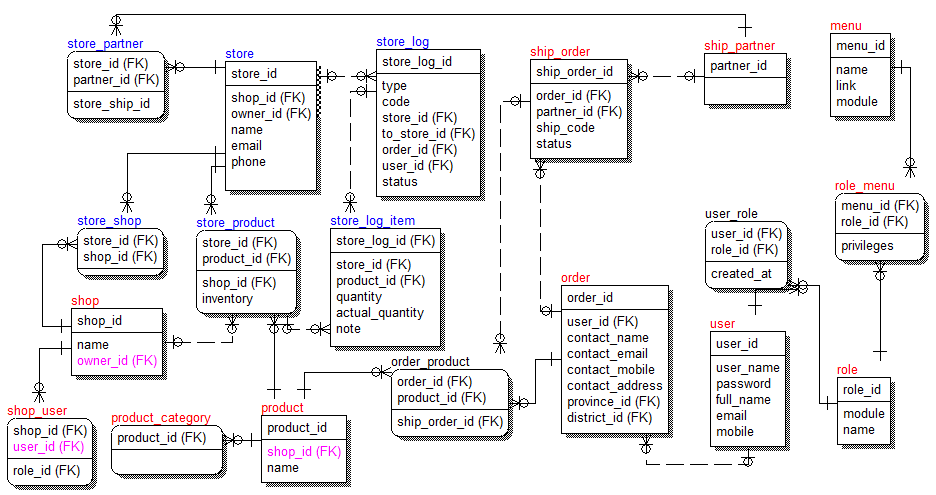 store_partner
store_id (FK)
partner_id (FK)
store_ship_id
store
store_id
shop_id (FK)
owner_id (FK)
name
email
phone
store_log
store_log_id
type
code
store_id (FK)
to_store_id (FK)
order_id (FK)
user_id (FK)
status
ship_order
ship_order_id
order_id (FK)
partner_id (FK)
ship_code
status
ship_partner
partner_id
menu
menu_id
name
link
module
store_shop
store_id (FK)
shop_id (FK)
store_product
store_id (FK)
product_id (FK)
shop_id (FK)
inventory
store_log_item
store_log_id (FK)
store_id (FK)
product_id (FK)
quantity
actual_quantity
note
user_role
user_id (FK)
role_id (FK)
created_at
role_menu
menu_id (FK)
role_id (FK)
privileges
shop
shop_id
name
owner_id (FK)
order
order_id
user_id (FK)
contact_name
contact_email
contact_mobile
contact_address
province_id (FK)
district_id (FK)
user
user_id
user_name
password
full_name
email
mobile
order_product
order_id (FK)
product_id (FK)
ship_order_id (FK)
role
role_id
module
name
shop_user
shop_id (FK)
user_id (FK)
role_id (FK)
product_category
product_id (FK)
product
product_id
shop_id (FK)
name